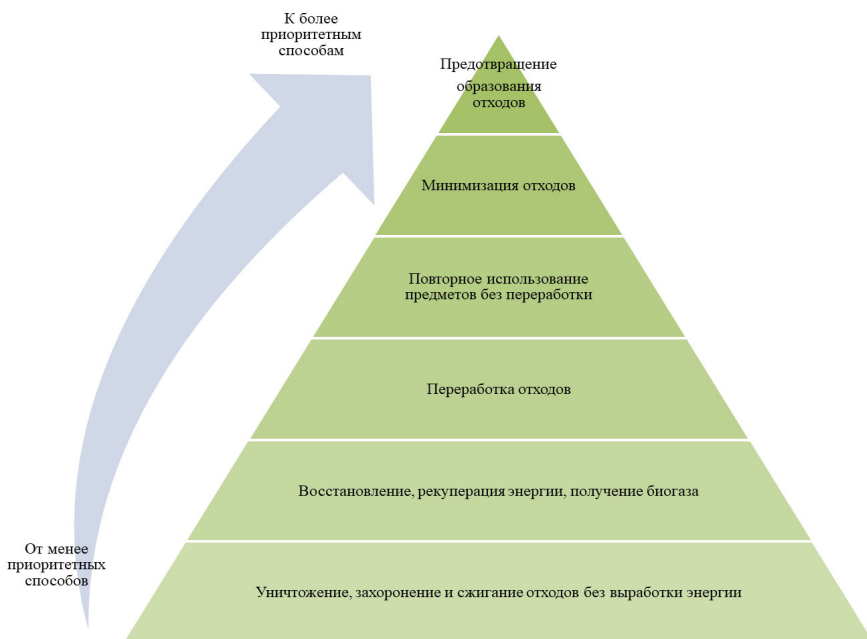 К более
приоритетным
способам
Предотвращение
образования
отходов
Минимизация отходов
Повторное использование
предметов без переработки
Переработка отходов
Восстановление, рекуперация энергии, получение биогаза
От менее
приоритетных
способов
Уничтожение, захоронение и сжигание отходов без выработки энергии